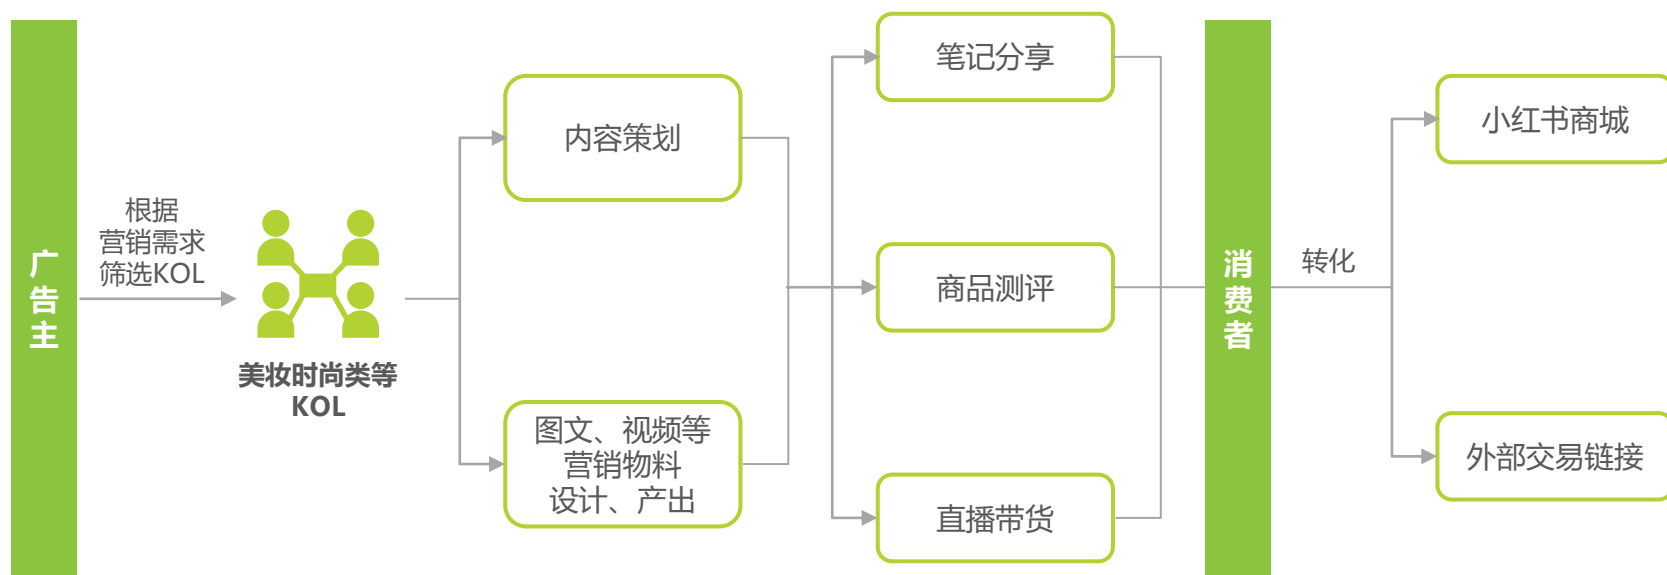 广
告
主
根据
营销需求
筛选KOL
美妆时尚类等
KOL
内容策划
图文、视频等
营销物料
设计、产出
笔记分享
商品测评
直播带货
消
费
者
转化
小红书商城
外部交易链接